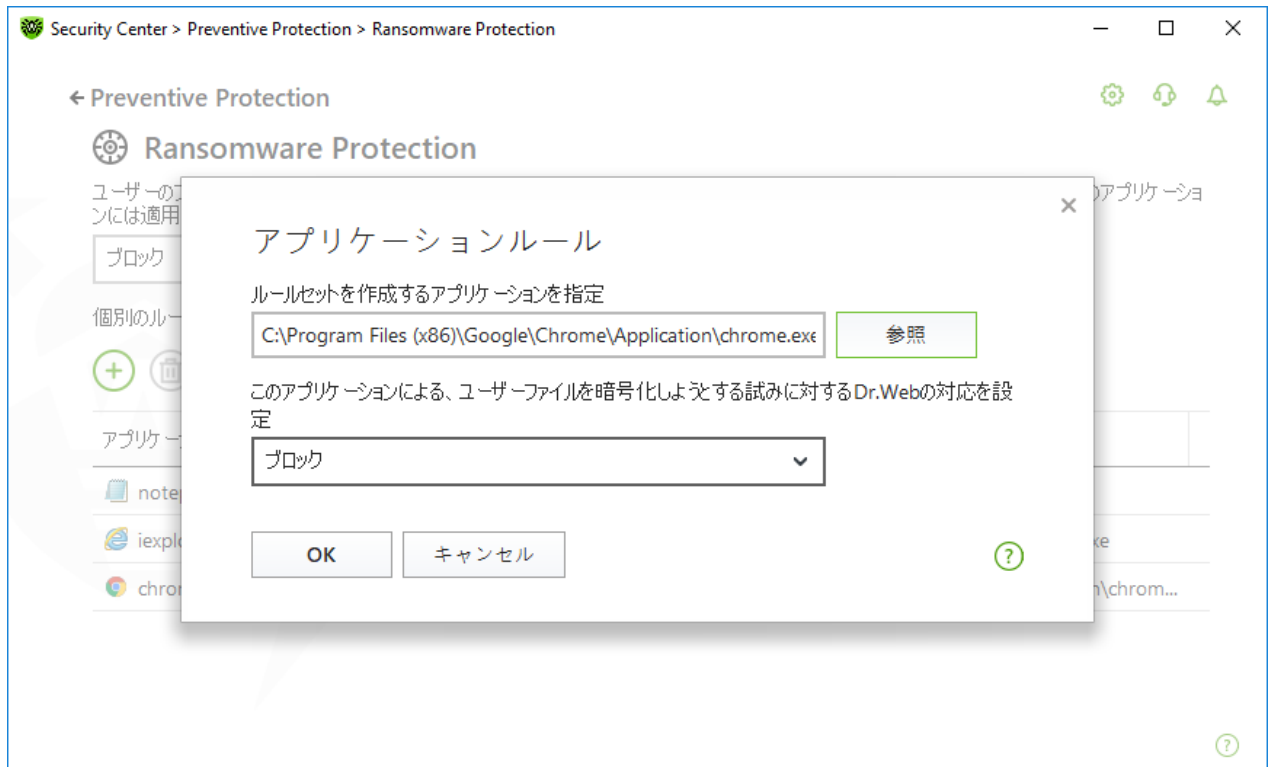 Security Center > Preventive Protection > Ransomware Protection
Preventive Protection
Ransomware Protection
ユーザーの
のアプリケーショ
ンには適用
ブロック
個別のルー
アプリケー
iexplo
xe
chro
n\chrom...
アプリケーションルール
ルールセットを作成するアプリケーションを指定
C:\Program Files (x86)\Google\Chrome\Application\chrome.exe
参照
このアプリケーションによる、ユーザーファイルを暗号化しようとする試みに対するDr.Webの対応を設
定
ブロック
OK
キャンセル